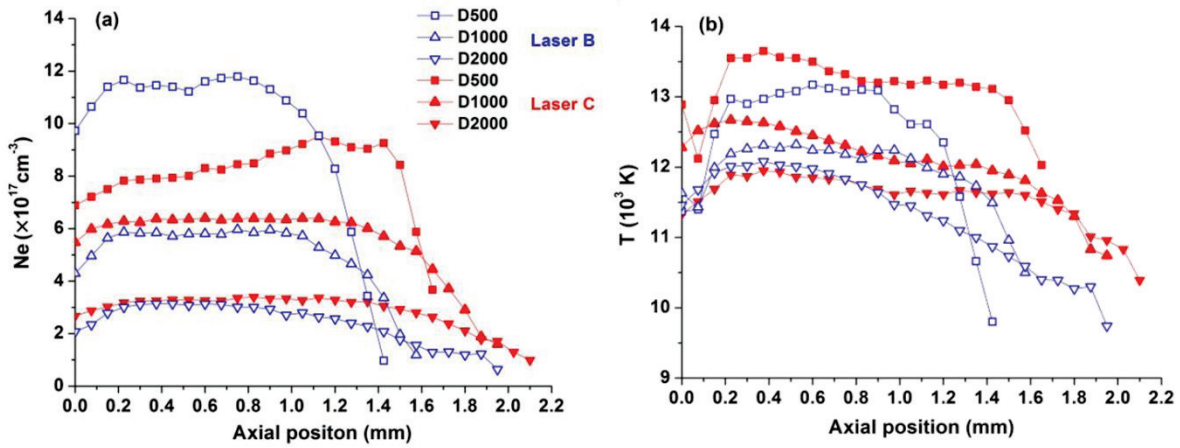 (a)
14
12
10
8
6
4
2
0
Ne (×10¹⁷cm⁻³)
0.0 0.2 0.4 0.6 0.8 1.0 1.2 1.4 1.6 1.8 2.0 2.2
Axial positon (mm)
D500
D1000 Laser B
D2000
D500
D1000 Laser C
D2000
(b)
14
13
12
11
10
9
T (10³ K)
0.0 0.2 0.4 0.6 0.8 1.0 1.2 1.4 1.6 1.8 2.0 2.2
Axial position (mm)